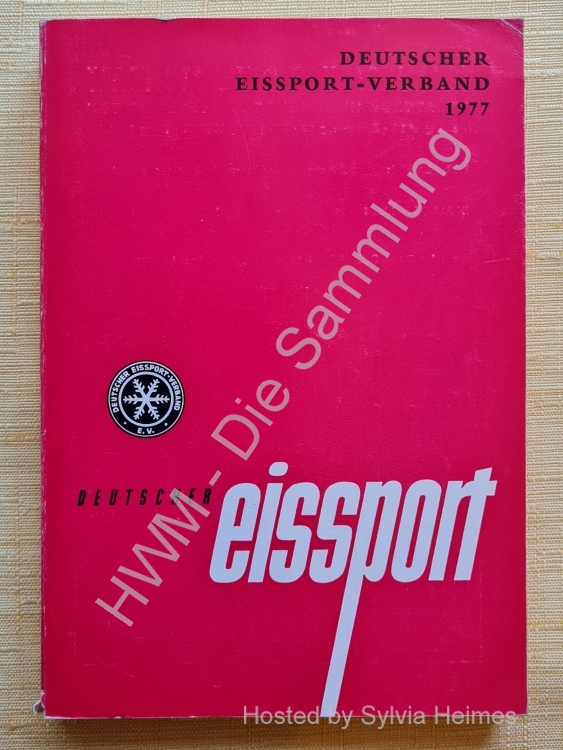 DEUTSCHER
EISSPORT-VERBAND
1977
HWM - Die Sammlung
DEUTSCHER EISSPORT-VERBAND
· E.V. ·
DEUTSCHER eissport
Hosted by Sylvia Heimes